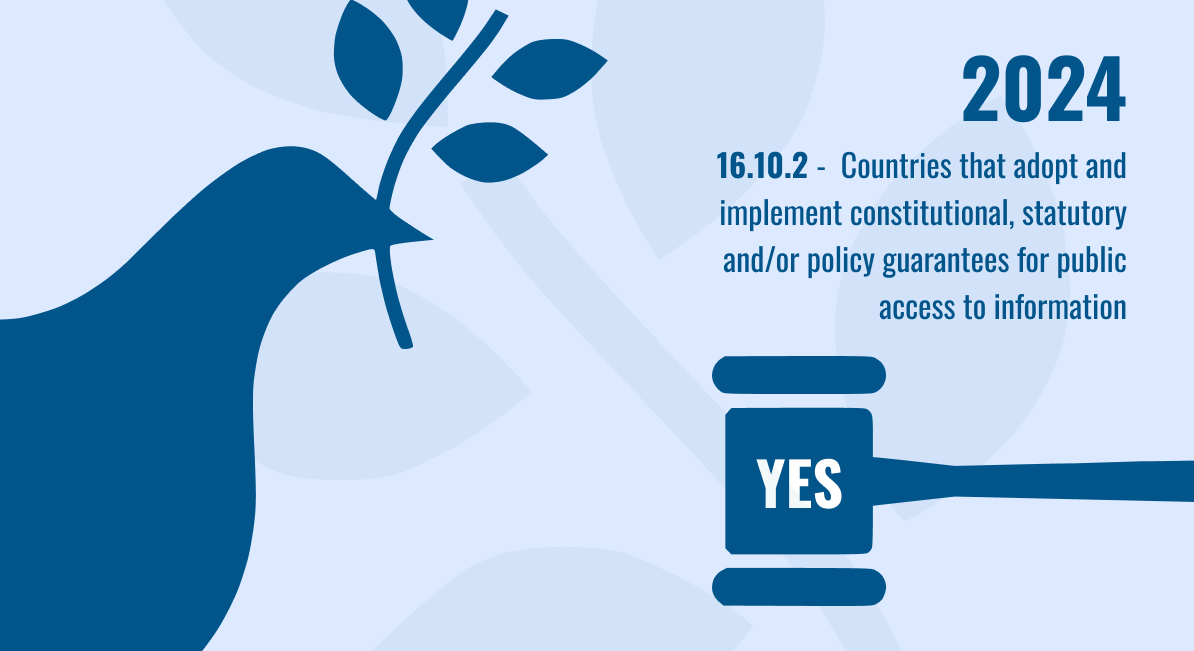 2024
16.10.2 - Countries that adopt and
implement constitutional, statutory
and/or policy guarantees for public
access to information
YES